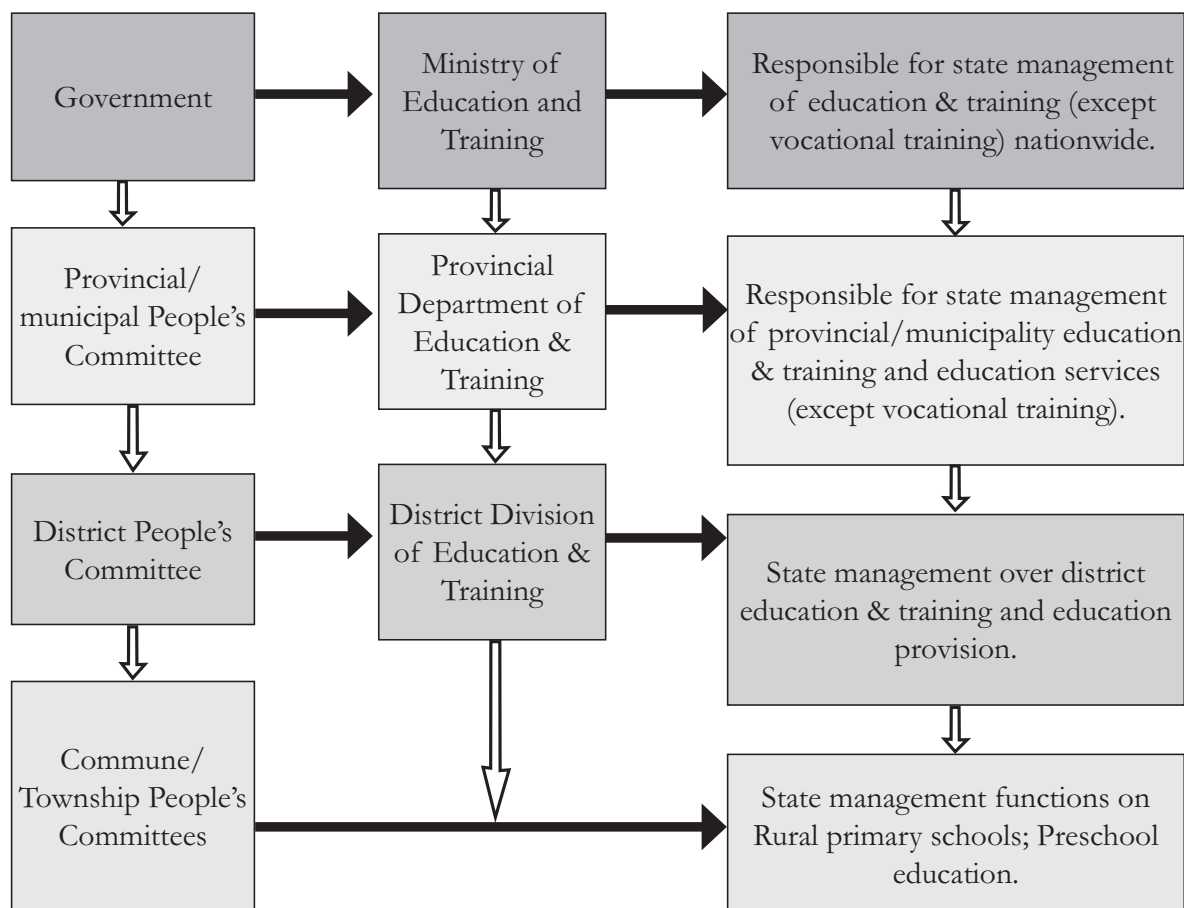 Government
Ministry of
Education and
Training
Responsible for state management
of education & training (except
vocational training) nationwide.
Provincial/
municipal People's
Committee
Provincial
Department of
Education &
Training
Responsible for state management
of provincial/municipality education
& training and education services
(except vocational training).
District People's
Committee
District Division
of Education &
Training
State management over district
education & training and education
provision.
Commune/
Township People's
Committees
State management functions on
Rural primary schools; Preschool
education.